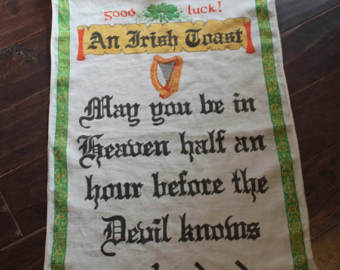 good luck!
An Irish Toast
May you be in
Heaven half an
hour before the
Devil knows